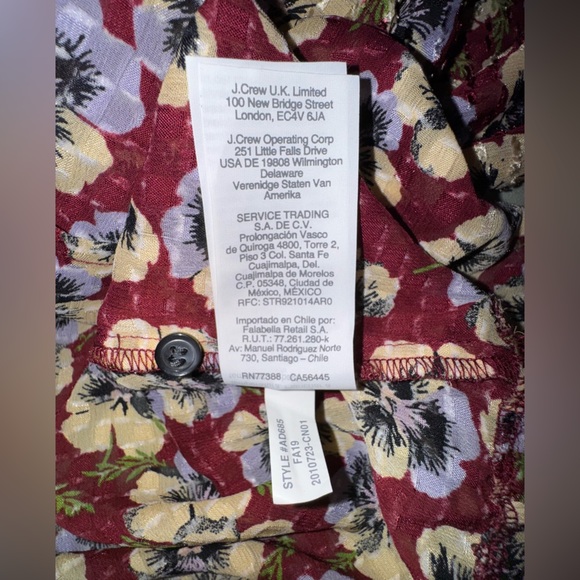 J.Crew U.K. Limited
100 New Bridge Street
London, EC4V 6JA
J.Crew Operating Corp
251 Little Falls Drive
USA DE 19808 Wilmington
Delaware
Verenidge Staten Van
Amerika
SERVICE TRADING
S.A. DE C.V.
Prolongación Vasco
de Quiroga 4800, Torre 2,
Piso 3 Col. Santa Fe
Cuajimalpa, Del.
Cuajimalpa de Morelos
C.P. 05348, Ciudad de
México, MÉXICO
RFC: STR921014AR0
Importado en Chile por:
Falabella Retail S.A.
R.U.T.: 77.261.280-k
Av: Manuel Rodriguez Norte
730, Santiago – Chile
RN77388 CA56445
STYLE #AD685
FA19
2010723-CN01